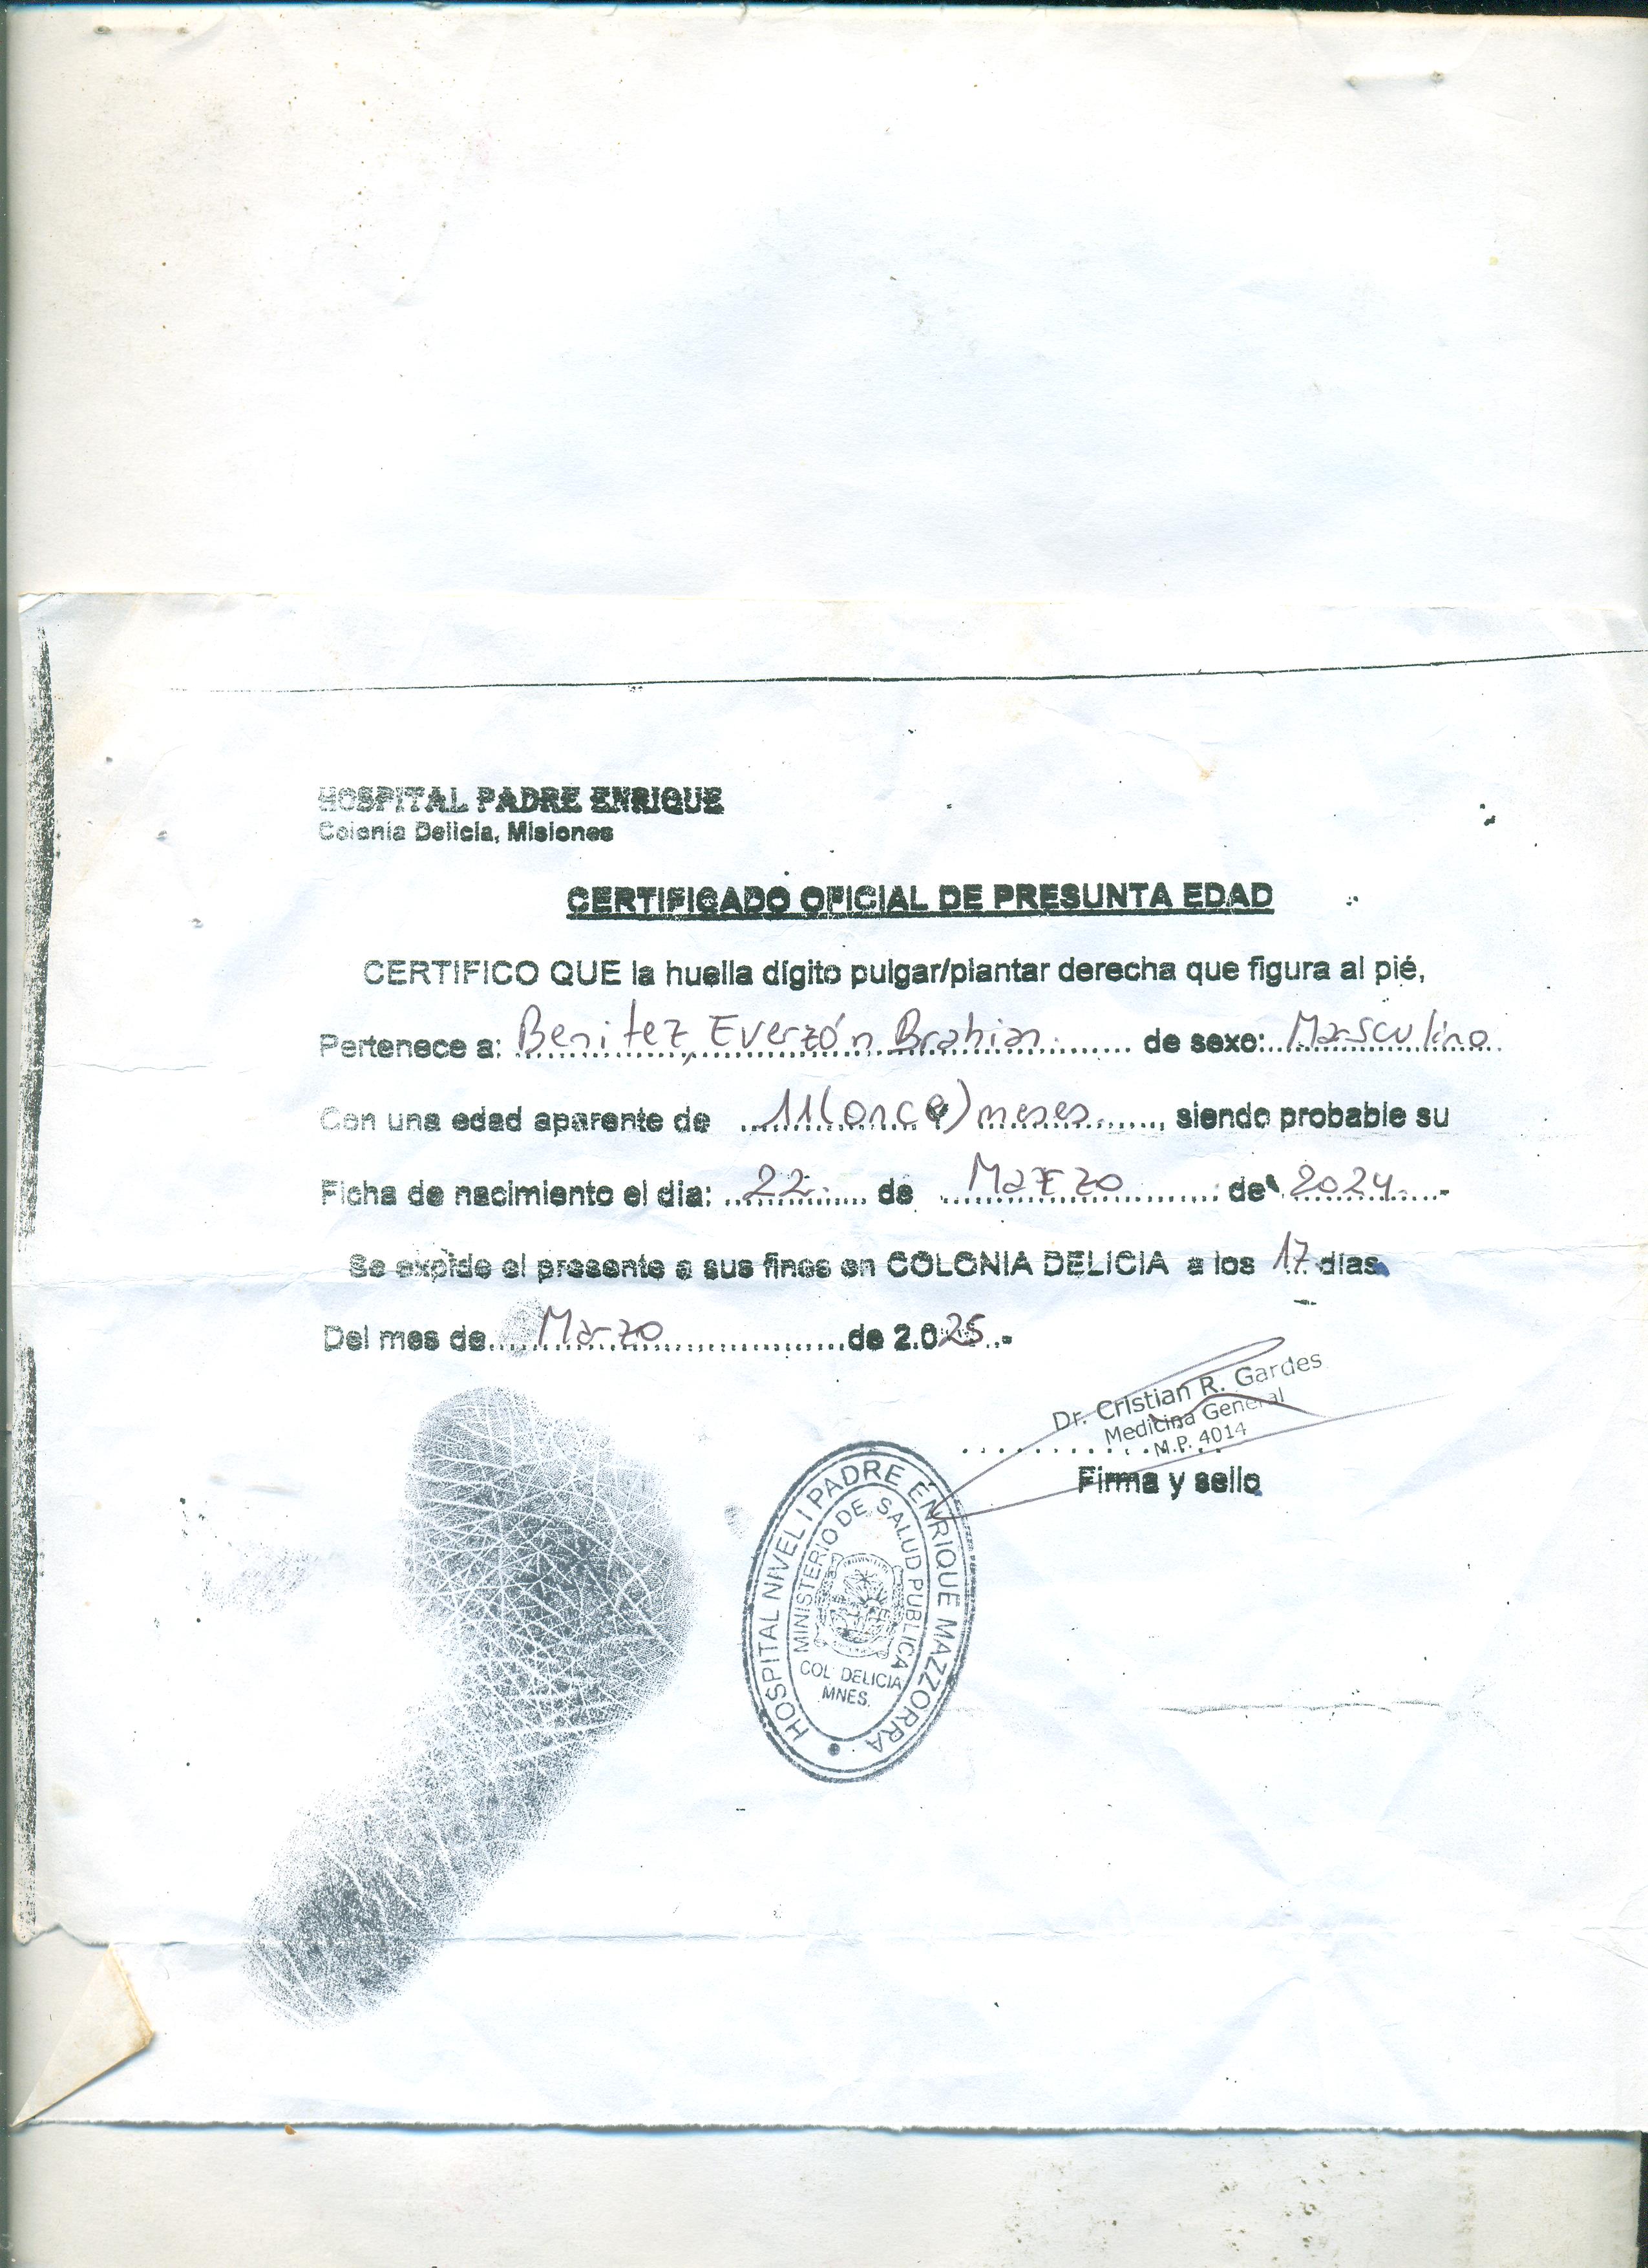 HOSPITAL PADRE ENRIQUE
Colonia Delicia, Misiones
CERTIFICADO OFICIAL DE PRESUNTA EDAD
CERTIFICO QUE la huella dígito pulgar/plantar derecha que figura al pié,
Pertenece a: Benitez, Everzón Brahian de sexo: Masculino
Con una edad aparente de 11 (once) meses, siendo probable su
Ficha de nacimiento el dia: 22 de Marzo de 2024.-
Se expide el presente a sus fines en COLONIA DELICIA a los 17 días
Del mes de Marzo de 2.025.-
Dr. Cristian R. Gardes
Medicina General
M.P. 4014
Firma y sello
HOSPITAL NIVEL I PADRE ENRIQUE MAZZORRA
MINISTERIO DE SALUD PUBLICA
COL. DELICIA
MNES.